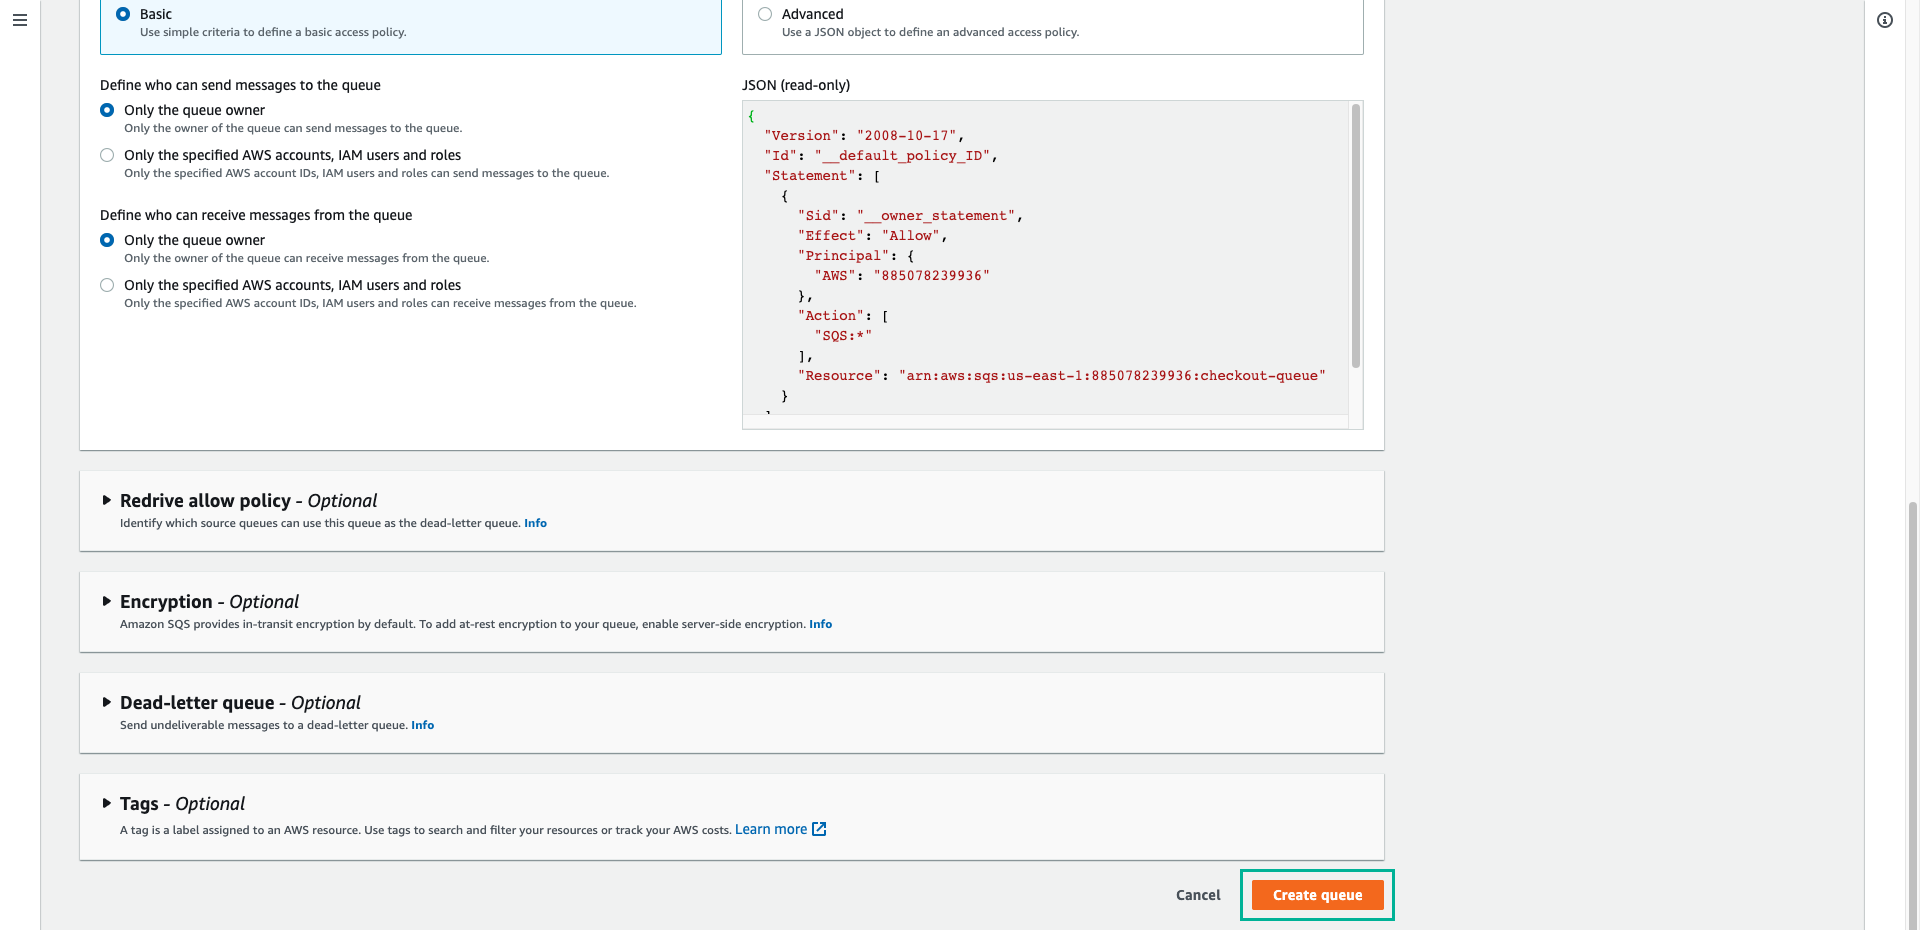 Basic
Use simple criteria to define a basic access policy.
Advanced
Use a JSON object to define an advanced access policy.
Define who can send messages to the queue
Only the queue owner
Only the owner of the queue can send messages to the queue.
Only the specified AWS accounts, IAM users and roles
Only the specified AWS account IDs, IAM users and roles can send messages to the queue.
Define who can receive messages from the queue
Only the queue owner
Only the owner of the queue can receive messages from the queue.
Only the specified AWS accounts, IAM users and roles
Only the specified AWS account IDs, IAM users and roles can receive messages from the queue.
JSON (read-only)
{
"Version": "2008-10-17",
"Id": "__default_policy_ID",
"Statement": [
{
"Sid": "__owner_statement",
"Effect": "Allow",
"Principal": {
"AWS": "885078239936"
},
"Action": [
"SQS:*"
],
"Resource": "arn:aws:sqs:us-east-1:885078239936:checkout-queue"
}
Redrive allow policy - Optional
Identify which source queues can use this queue as the dead-letter queue. Info
Encryption - Optional
Amazon SQS provides in-transit encryption by default. To add at-rest encryption to your queue, enable server-side encryption. Info
Dead-letter queue - Optional
Send undeliverable messages to a dead-letter queue. Info
Tags - Optional
A tag is a label assigned to an AWS resource. Use tags to search and filter your resources or track your AWS costs. Learn more
Cancel
Create queue